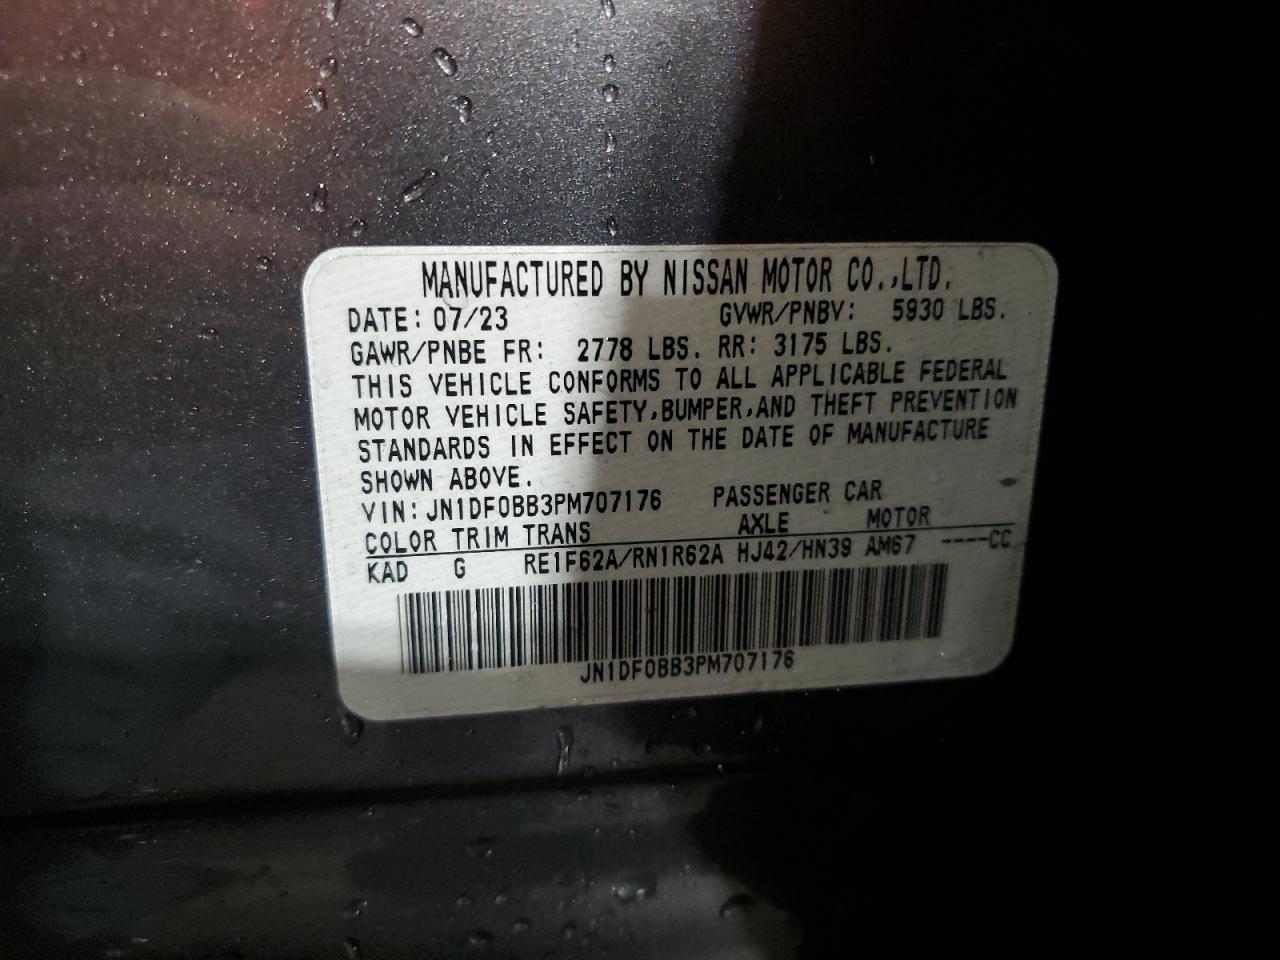 MANUFACTURED BY NISSAN MOTOR CO.,LTD.
DATE: 07/23 GVWR/PNBV: 5930 LBS.
GAWR/PNBE FR: 2778 LBS. RR: 3175 LBS.
THIS VEHICLE CONFORMS TO ALL APPLICABLE FEDERAL
MOTOR VEHICLE SAFETY,BUMPER,AND THEFT PREVENTION
STANDARDS IN EFFECT ON THE DATE OF MANUFACTURE
SHOWN ABOVE.
VIN: JN1DF0BB3PM707176 PASSENGER CAR
COLOR TRIM TRANS AXLE MOTOR
KAD G RE1F62A/RN1R62A HJ42/HN39 AM67 ----CC
JN1DF0BB3PM707176